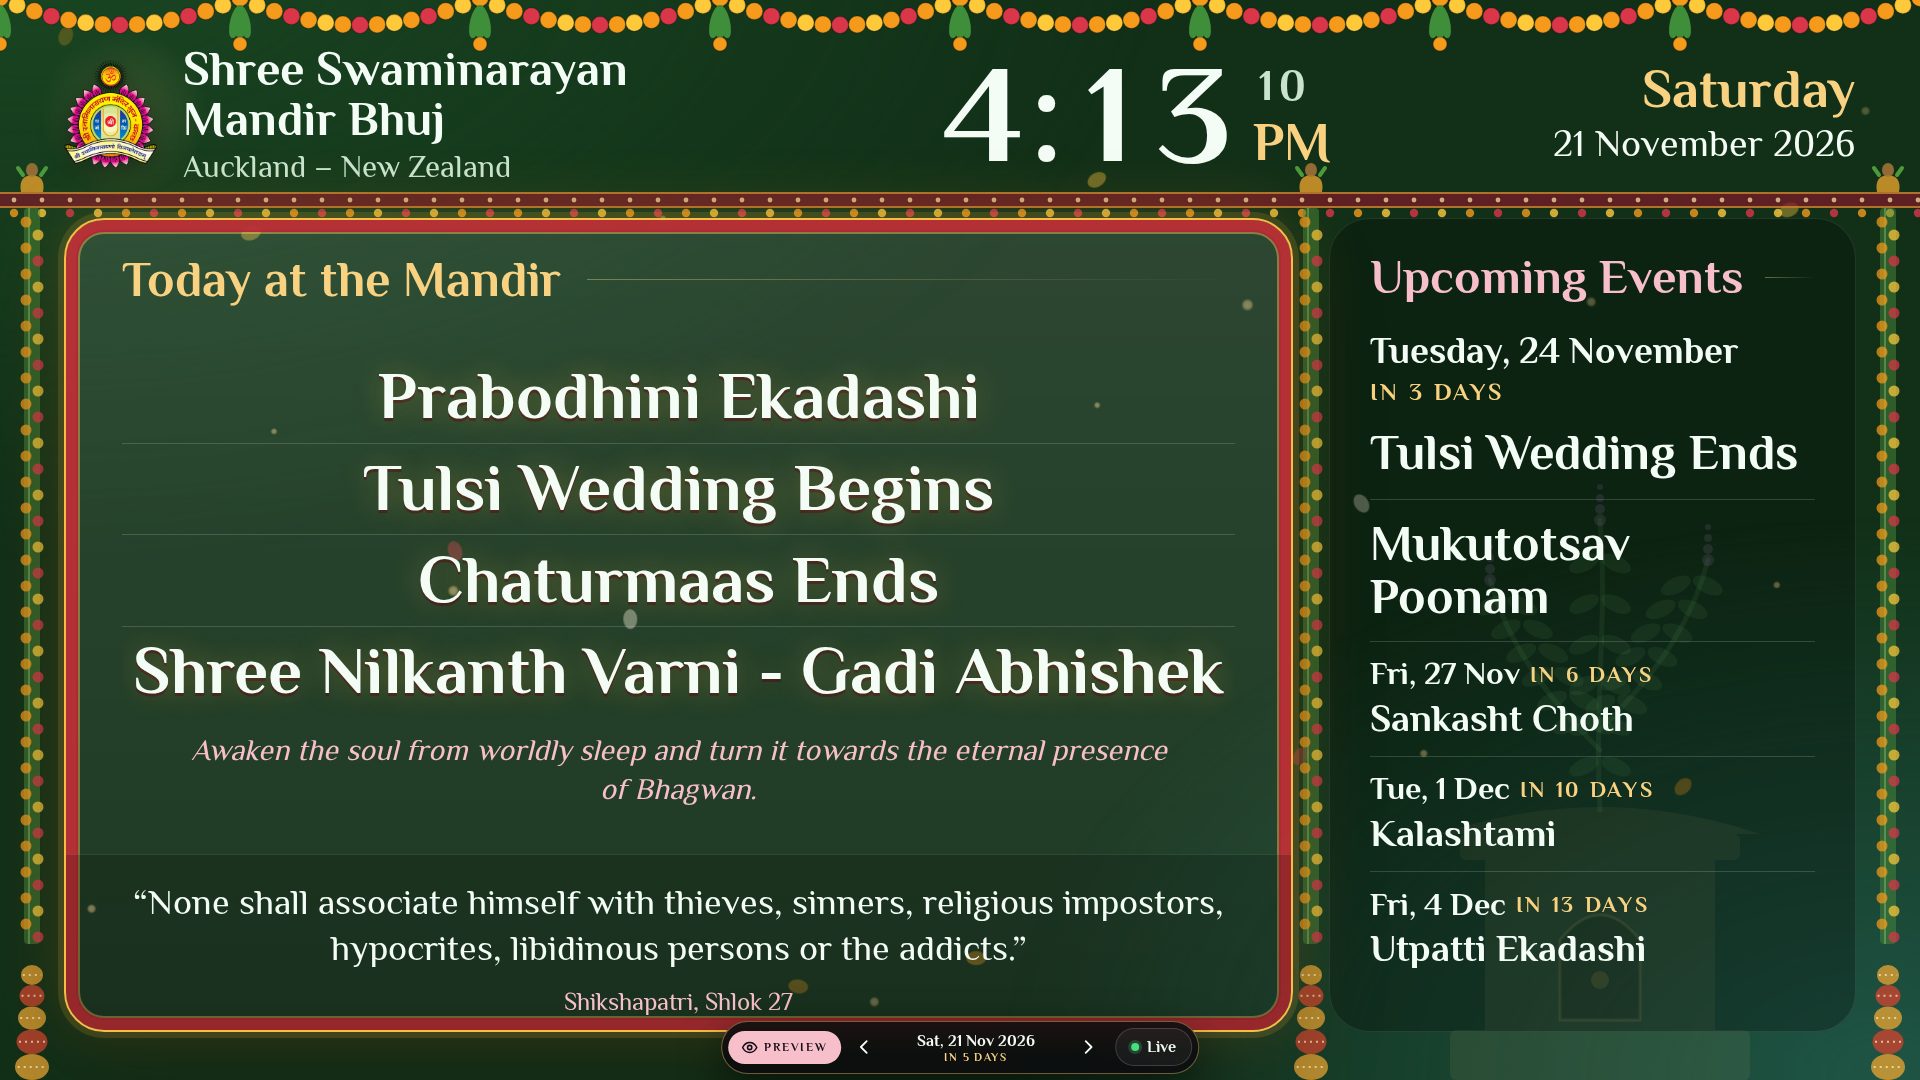 Shree Swaminarayan
Mandir Bhuj
Auckland – New Zealand
4:13
10
PM
Saturday
21 November 2026
Today at the Mandir
Prabodhini Ekadashi
Tulsi Wedding Begins
Chaturmaas Ends
Shree Nilkanth Varni - Gadi Abhishek
Awaken the soul from worldly sleep and turn it towards the eternal presence
of Bhagwan.
“None shall associate himself with thieves, sinners, religious impostors,
hypocrites, libidinous persons or the addicts.”
Shikshapatri, Shlok 27
Upcoming Events
Tuesday, 24 November
IN 3 DAYS
Tulsi Wedding Ends
Mukutotsav
Poonam
Fri, 27 Nov IN 6 DAYS
Sankasht Choth
Tue, 1 Dec IN 10 DAYS
Kalashtami
Fri, 4 Dec IN 13 DAYS
Utpatti Ekadashi
PREVIEW
Sat, 21 Nov 2026
IN 5 DAYS
Live